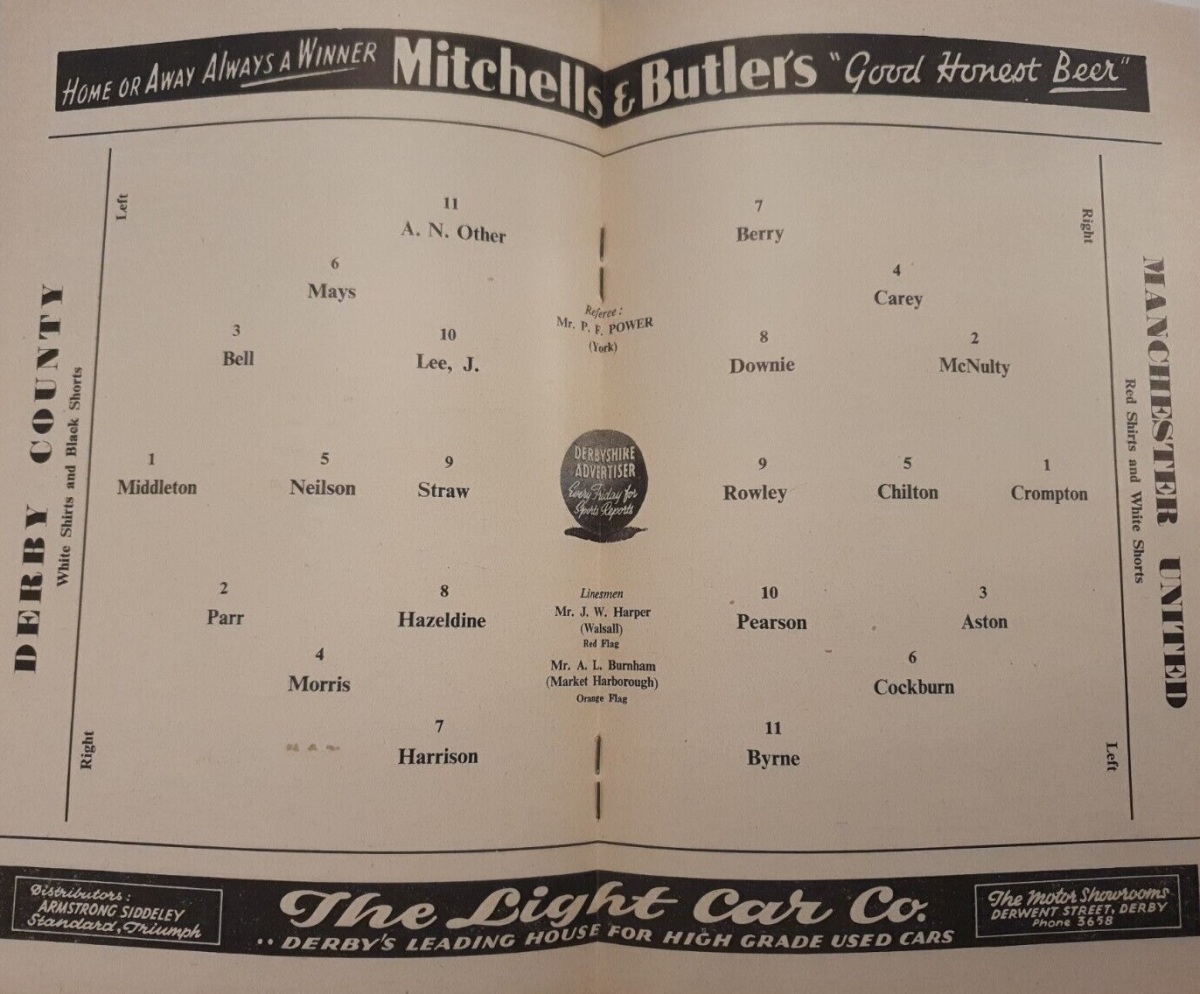 HOME OR AWAY ALWAYS A WINNER Mitchells & Butler's "Good Honest Beer"
Left
DERBY COUNTY
White Shirts and Black Shorts
Right
11
A. N. Other
6
Mays
3
Bell
10
Lee, J.
1
Middleton
5
Neilson
9
Straw
2
Parr
8
Hazeldine
4
Morris
7
Harrison
Referee:
Mr. P. F. POWER
(York)
DERBYSHIRE
ADVERTISER
Every Friday for
Sports Reports
Linesmen
Mr. J. W. Harper
(Walsall)
Red Flag
Mr. A. L. Burnham
(Market Harborough)
Orange Flag
7
Berry
4
Carey
8
Downie
2
McNulty
9
Rowley
5
Chilton
1
Crompton
10
Pearson
3
Aston
6
Cockburn
11
Byrne
Right
MANCHESTER UNITED
Red Shirts and White Shorts
Left
Distributors:
ARMSTRONG SIDDELEY
Standard, Triumph
The Light Car Co.
.. DERBY'S LEADING HOUSE FOR HIGH GRADE USED CARS
The Motor Showrooms
DERWENT STREET, DERBY
Phone 3658